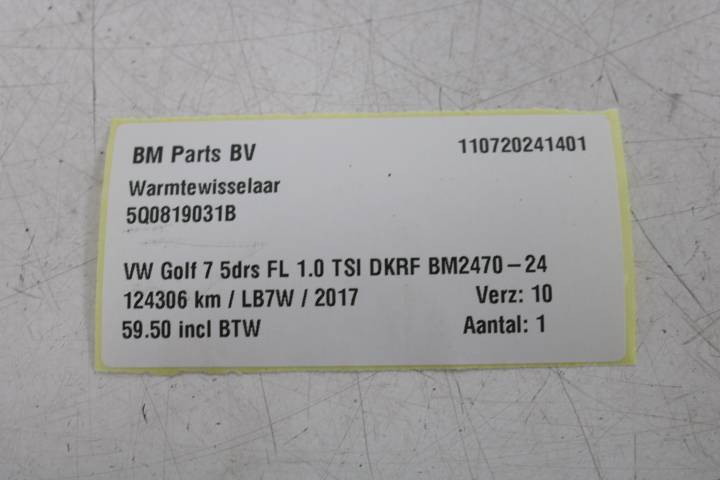 BM Parts BV 110720241401
Warmtewisselaar
5Q0819031B
VW Golf 7 5drs FL 1.0 TSI DKRF BM2470-24
124306 km / LB7W / 2017 Verz: 10
59.50 incl BTW Aantal: 1